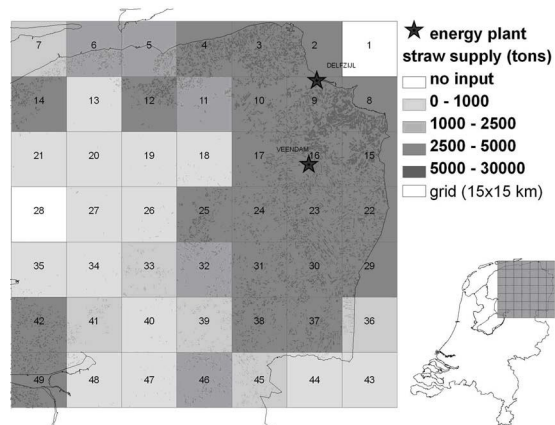 7 6 5 4 3 2 1
DELFZIJL
14 13 12 11 10 9 8
VEENDAM
21 20 19 18 17 16 15
28 27 26 25 24 23 22
35 34 33 32 31 30 29
42 41 40 39 38 37 36
49 48 47 46 45 44 43
energy plant
straw supply (tons)
no input
0 - 1000
1000 - 2500
2500 - 5000
5000 - 30000
grid (15x15 km)